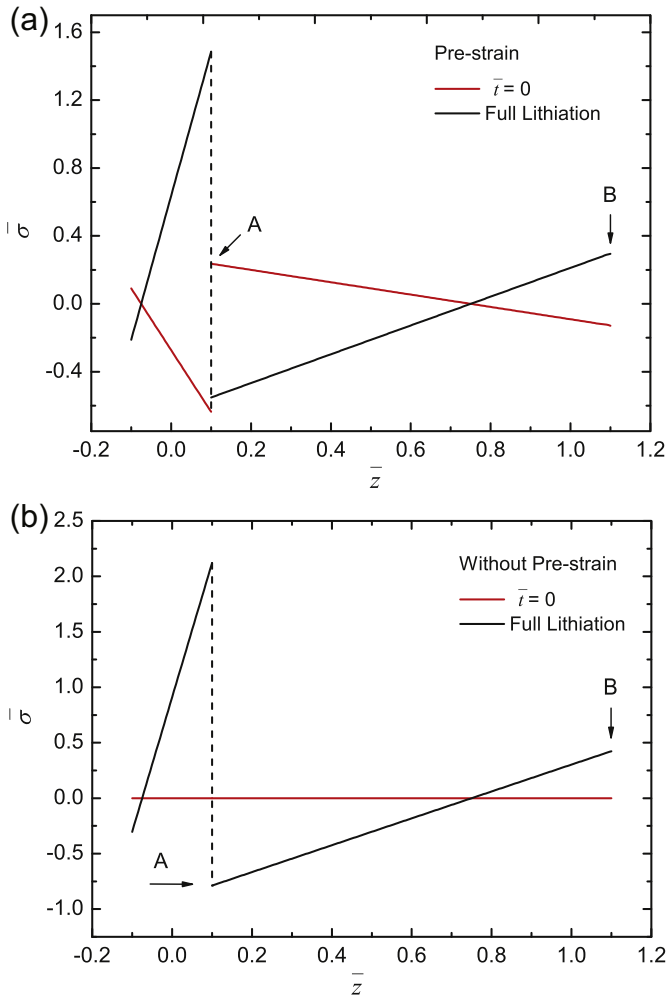 (a)
1.6
Pre-strain
t̄ = 0
Full Lithiation
1.2
0.8
B
A
0.4
σ̄
0.0
-0.4
-0.2 0.0 0.2 0.4 0.6 0.8 1.0 1.2
z̄
(b)
2.5
Without Pre-strain
t̄ = 0
Full Lithiation
2.0
1.5
1.0
B
σ̄
0.5
0.0
A
-0.5
-1.0
-0.2 0.0 0.2 0.4 0.6 0.8 1.0 1.2
z̄